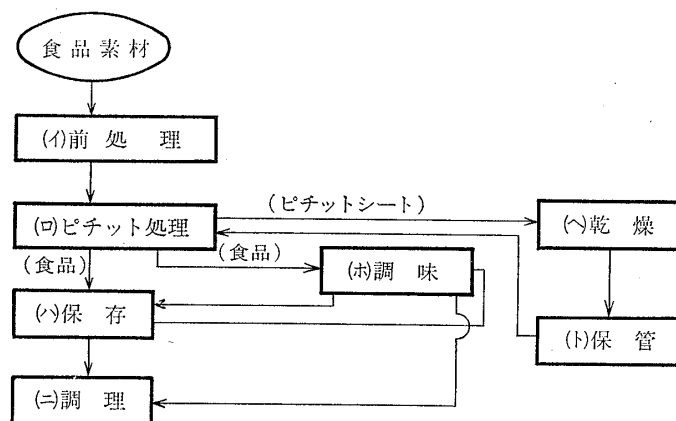 食品素材
(イ)前処理
(ロ)ピチット処理
(ピチットシート)
(ヘ)乾燥
(食品)
(食品)
(ホ)調味
(ハ)保存
(ト)保管
(ニ)調理